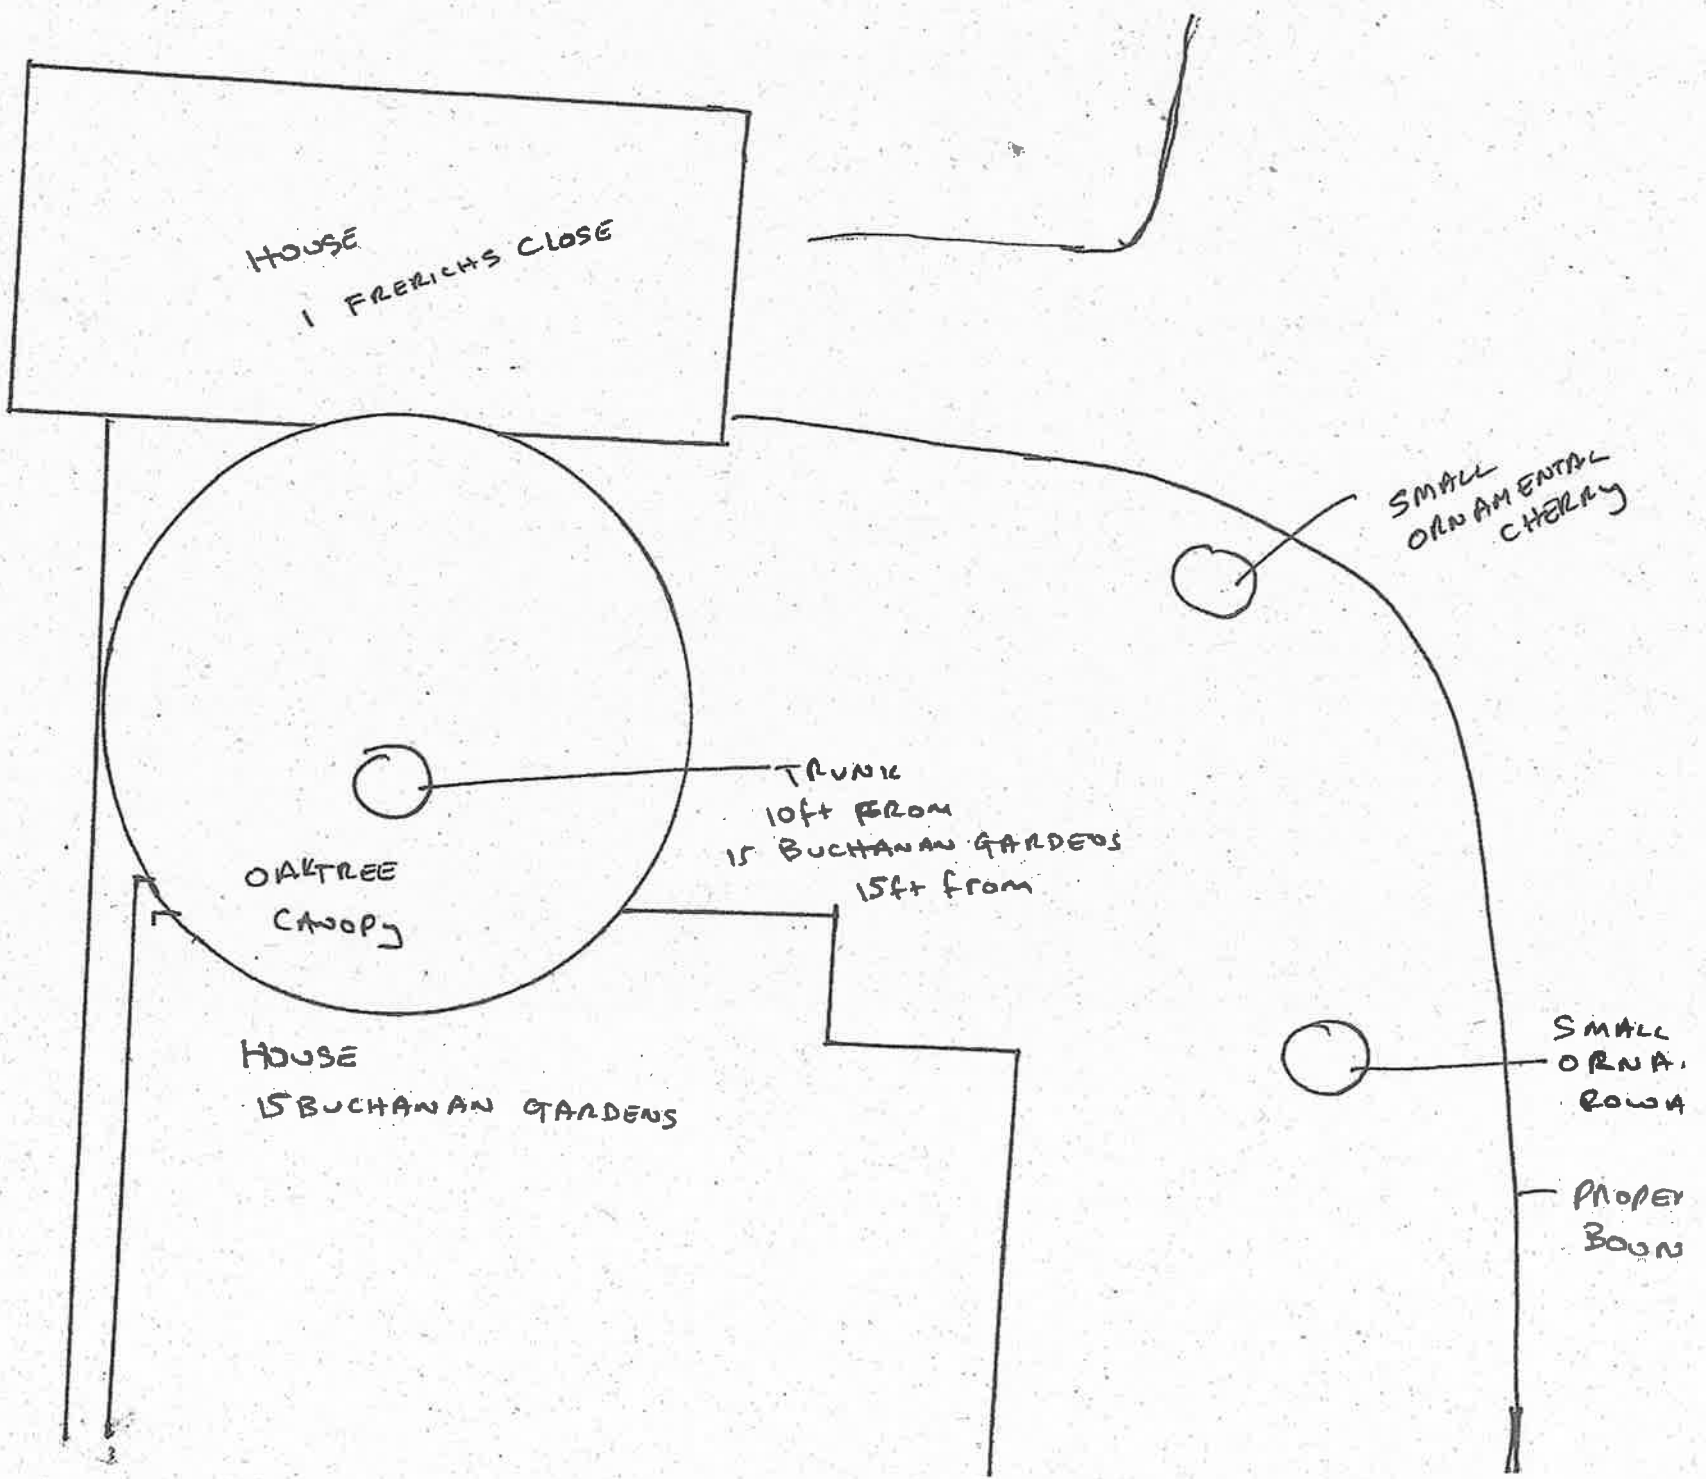 HOUSE
1 FRERICHS CLOSE
SMALL
ORNAMENTAL
CHERRY
TRUNK
10ft FROM
15 BUCHANAN GARDENS
15ft from
OAKTREE
CANOPY
HOUSE
15 BUCHANAN GARDENS
SMALL
ORNA.
ROWA
PROPER
BOUN